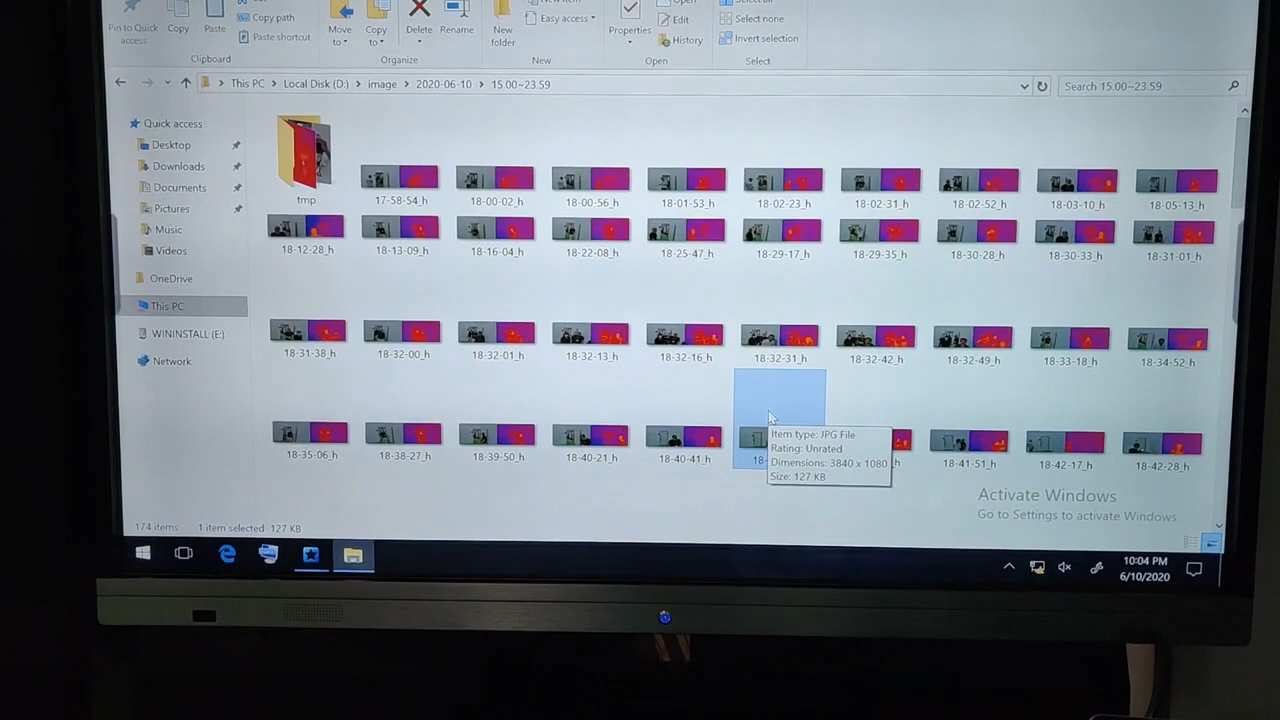 Copy path
Paste shortcut
Pin to Quick access
Copy
Paste
Move to
Copy to
Delete
Rename
New folder
Easy access
Properties
Edit
History
Select none
Invert selection
Clipboard
Organize
New
Open
Select
This PC > Local Disk (D:) > image > 2020-06-10 > 15.00~23.59
Search 15.00~23.59
Quick access
Desktop
Downloads
Documents
Pictures
Music
Videos
OneDrive
This PC
WININSTALL (E:)
Network
tmp 17-58-54_h 18-00-02_h 18-00-56_h 18-01-53_h 18-02-23_h 18-02-31_h 18-02-52_h 18-03-10_h 18-05-13_h
18-12-28_h 18-13-09_h 18-16-04_h 18-22-08_h 18-25-47_h 18-29-17_h 18-29-35_h 18-30-28_h 18-30-33_h 18-31-01_h
18-31-38_h 18-32-00_h 18-32-01_h 18-32-13_h 18-32-16_h 18-32-31_h 18-32-42_h 18-32-49_h 18-33-18_h 18-34-52_h
18-35-06_h 18-38-27_h 18-39-50_h 18-40-21_h 18-40-41_h 18-41-51_h 18-42-17_h 18-42-28_h
Item type: JPG File
Rating: Unrated
Dimensions: 3840 x 1080
Size: 127 KB
Activate Windows
Go to Settings to activate Windows
174 items 1 item selected 127 KB
10:04 PM
6/10/2020